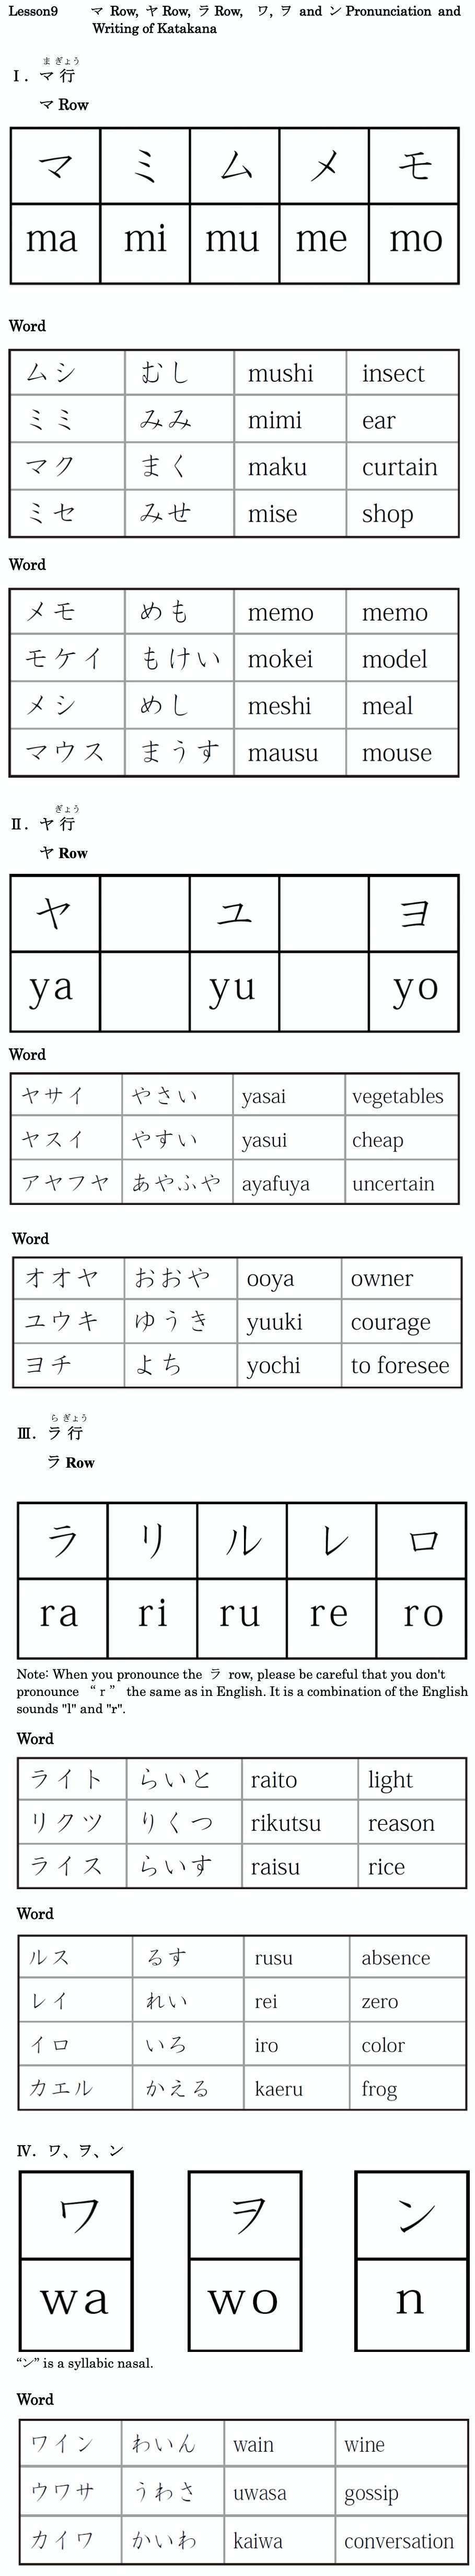 Lesson9 マ Row, ヤ Row, ラ Row, ワ, ヲ and ン Pronunciation and
Writing of Katakana
ま ぎょう
Ⅰ. マ 行
マ Row
マ ミ ム メ モ
ma mi mu me mo
Word
ムシ むし mushi insect
ミミ みみ mimi ear
マク まく maku curtain
ミセ みせ mise shop
Word
メモ めも memo memo
モケイ もけい mokei model
メシ めし meshi meal
マウス まうす mausu mouse
ぎょう
Ⅱ. ヤ 行
ヤ Row
ヤ ユ ヨ
ya yu yo
Word
ヤサイ やさい yasai vegetables
ヤスイ やすい yasui cheap
アヤフヤ あやふや ayafuya uncertain
Word
オオヤ おおや ooya owner
ユウキ ゆうき yuuki courage
ヨチ よち yochi to foresee
ら ぎょう
Ⅲ. ラ 行
ラ Row
ラ リ ル レ ロ
ra ri ru re ro
Note: When you pronounce the ラ row, please be careful that you don't
pronounce “ r ” the same as in English. It is a combination of the English
sounds "l" and "r".
Word
ライト らいと raito light
リクツ りくつ rikutsu reason
ライス らいす raisu rice
Word
ルス るす rusu absence
レイ れい rei zero
イロ いろ iro color
カエル かえる kaeru frog
Ⅳ. ワ、ヲ、ン
ワ ヲ ン
wa wo n
“ン” is a syllabic nasal.
Word
ワイン わいん wain wine
ウワサ うわさ uwasa gossip
カイワ かいわ kaiwa conversation